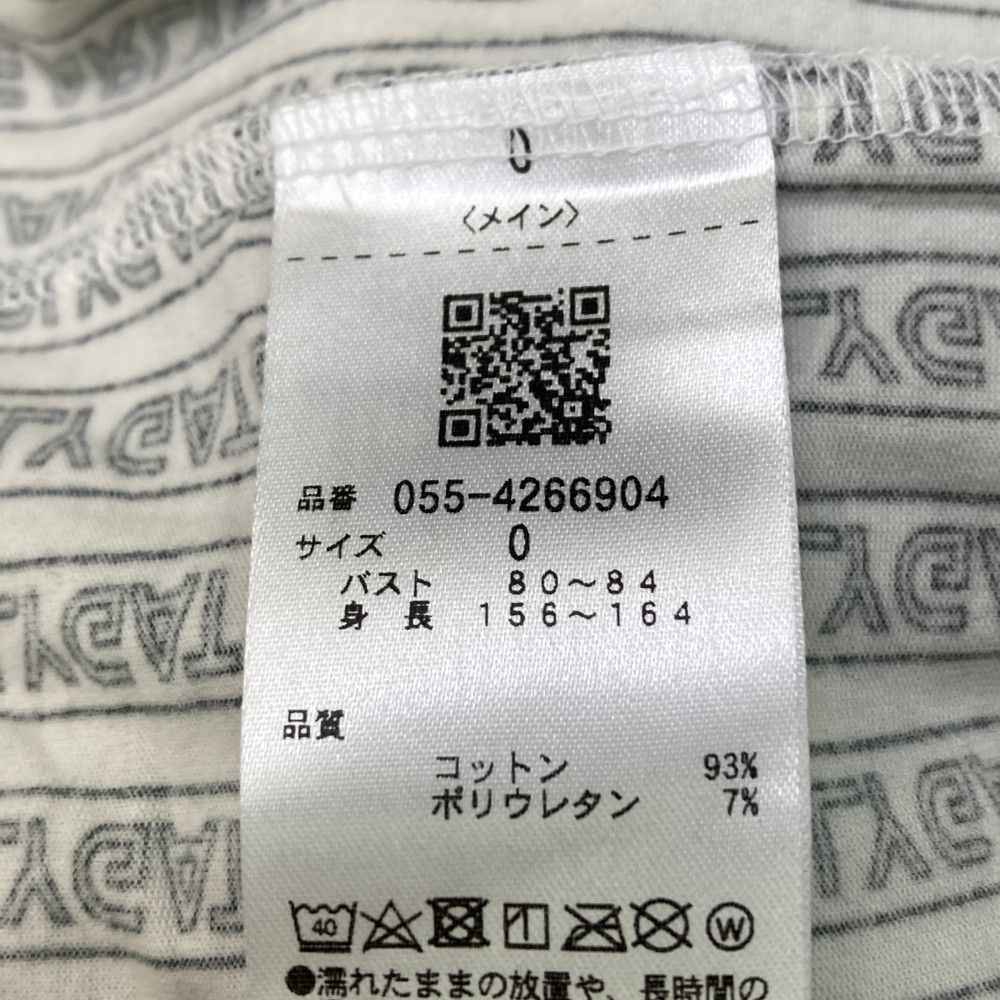 0
〈メイン〉
品番 055-4266904
サイズ 0
バスト 80~84
身長 156~164
品質
コットン 93%
ポリウレタン 7%
40
W
●濡れたままの放置や、長時間の